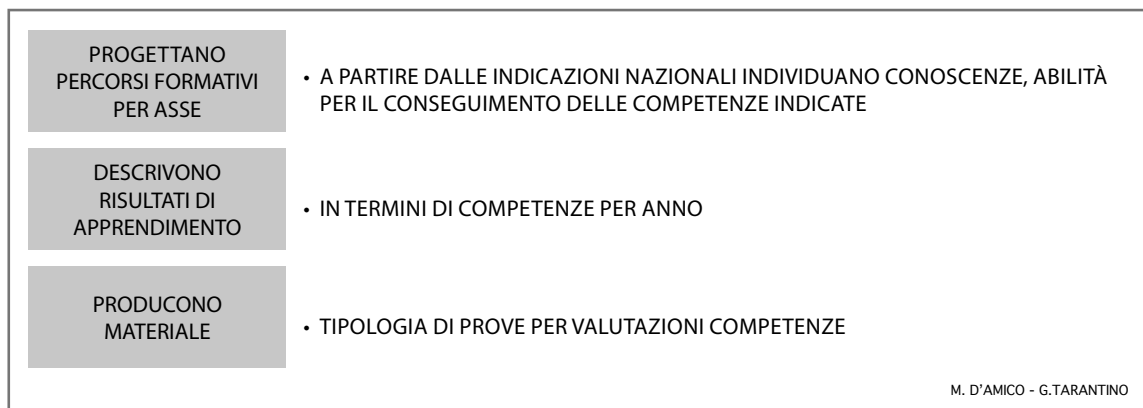 PROGETTANO
PERCORSI FORMATIVI
PER ASSE
• A PARTIRE DALLE INDICAZIONI NAZIONALI INDIVIDUANO CONOSCENZE, ABILITÀ
PER IL CONSEGUIMENTO DELLE COMPETENZE INDICATE
DESCRIVONO
RISULTATI DI
APPRENDIMENTO
• IN TERMINI DI COMPETENZE PER ANNO
PRODUCONO
MATERIALE
• TIPOLOGIA DI PROVE PER VALUTAZIONI COMPETENZE
M. D'AMICO - G.TARANTINO